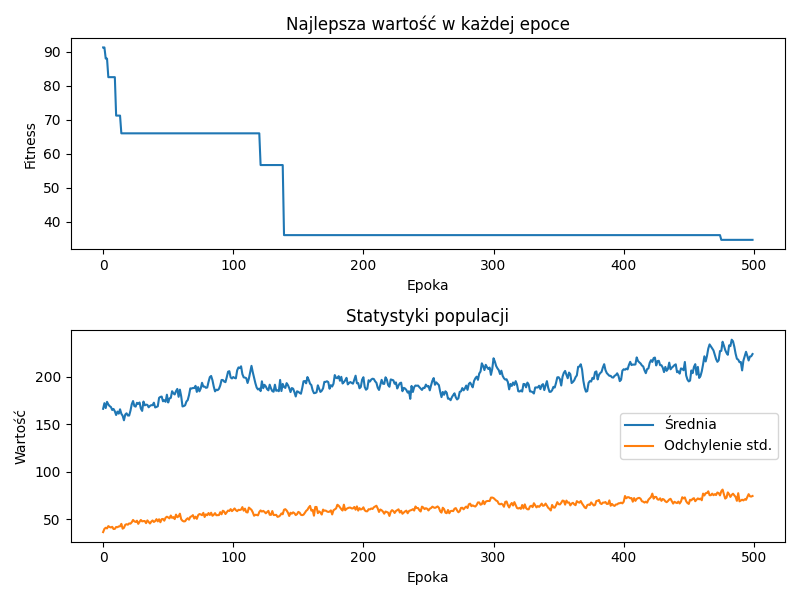 Najlepsza wartość w każdej epoce
90
80
70
60
50
40
Fitness
0 100 200 300 400 500
Epoka
Statystyki populacji
200
150
100
50
Wartość
Średnia
Odchylenie std.
0 100 200 300 400 500
Epoka